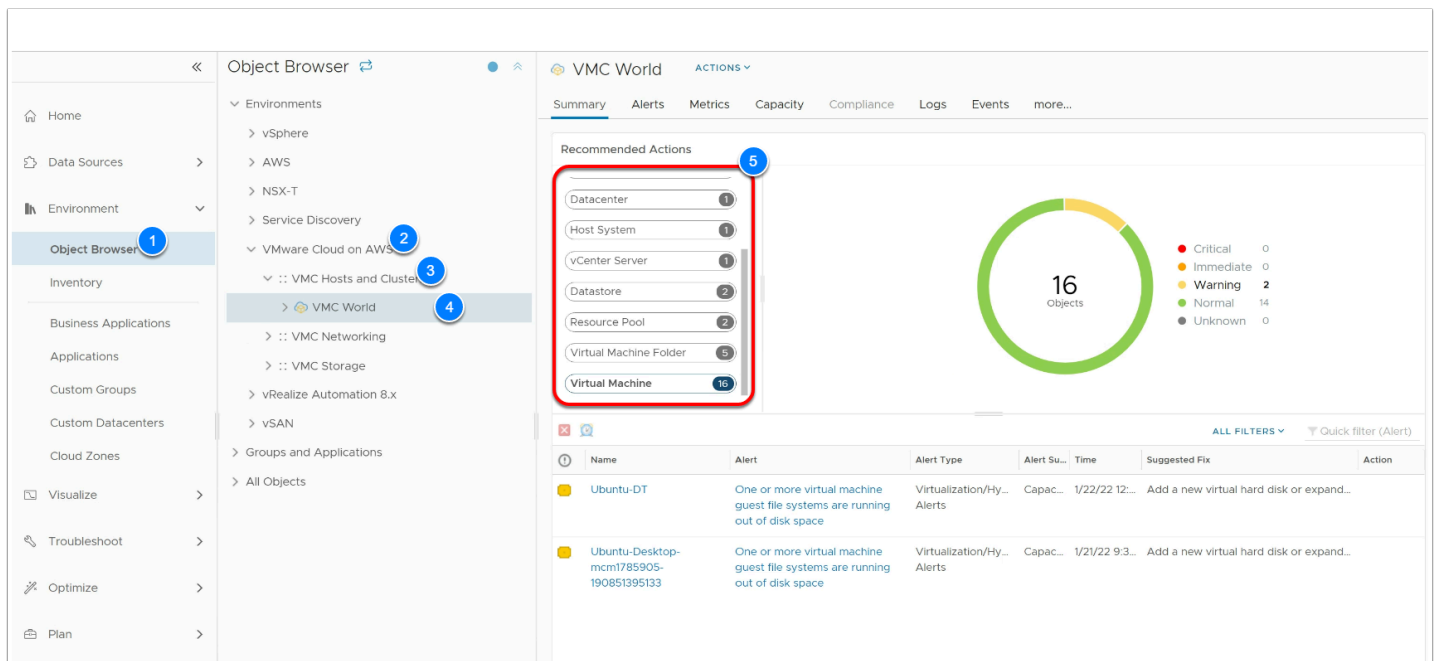 Home
Data Sources
Environment
Object Browser
1
Inventory
Business Applications
Applications
Custom Groups
Custom Datacenters
Cloud Zones
Visualize
Troubleshoot
Optimize
Plan
Object Browser
Environments
vSphere
AWS
NSX-T
Service Discovery
VMware Cloud on AWS
2
:: VMC Hosts and Cluster
3
VMC World
4
:: VMC Networking
:: VMC Storage
vRealize Automation 8.x
vSAN
Groups and Applications
All Objects
VMC World ACTIONS
Summary Alerts Metrics Capacity Compliance Logs Events more...
Recommended Actions
5
Datacenter 1
Host System 1
vCenter Server 1
Datastore 2
Resource Pool 2
Virtual Machine Folder 5
Virtual Machine 16
16
Objects
Critical 0
Immediate 0
Warning 2
Normal 14
Unknown 0
ALL FILTERS Quick filter (Alert)
Name Alert Alert Type Alert Su... Time Suggested Fix Action
Ubuntu-DT One or more virtual machine Virtualization/Hy... Capac... 1/22/22 12:... Add a new virtual hard disk or expand...
guest file systems are running Alerts
out of disk space
Ubuntu-Desktop- One or more virtual machine Virtualization/Hy... Capac... 1/21/22 9:3... Add a new virtual hard disk or expand...
mcm1785905- guest file systems are running Alerts
190851395133 out of disk space